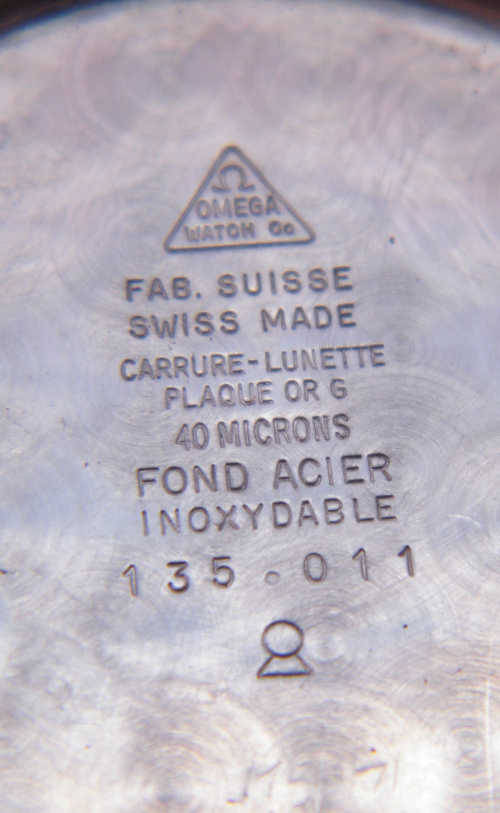 Ω
OMEGA
WATCH Co
FAB. SUISSE
SWISS MADE
CARRURE-LUNETTE
PLAQUE OR G
40 MICRONS
FOND ACIER
INOXYDABLE
135.011